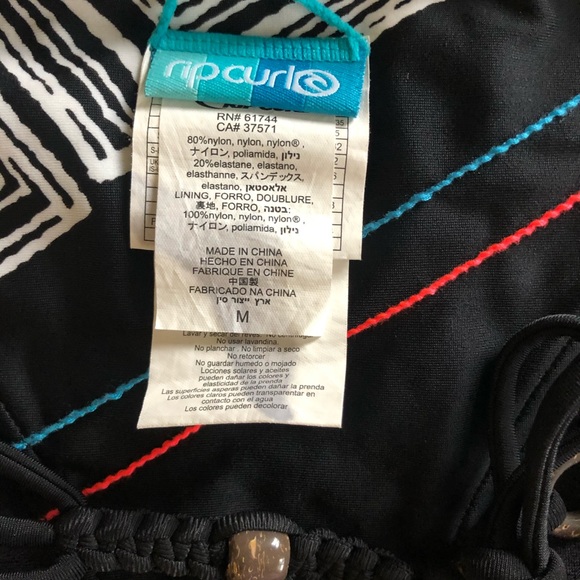 rip curl
RN# 61744
CA# 37571
80%nylon, nylon, nylon® ,
ナイロン, poliamida, ניילון
20%elastane, elastano,
elasthanne, スパンデックス,
elastano, אלאסטאן
LINING, FORRO, DOUBLURE,
裏地, FORRO, בטנה:
100%nylon, nylon, nylon® ,
ナイロン, poliamida, ניילון
MADE IN CHINA
HECHO EN CHINA
FABRIQUE EN CHINE
中国製
FABRICADO NA CHINA
ארץ ייצור סין
M
Lavar y secar del reves.
No usar lavandina.
No planchar. No limpiar a seco
No retorcer
No guardar humedo o mojado
Lociones solares y aceites
pueden dañar los colores y
elasticidad de la prenda
Las superficies asperas pueden dañar la prenda
Los colores claros pueden transparentar en
contacto con el agua
Los colores pueden decolorar